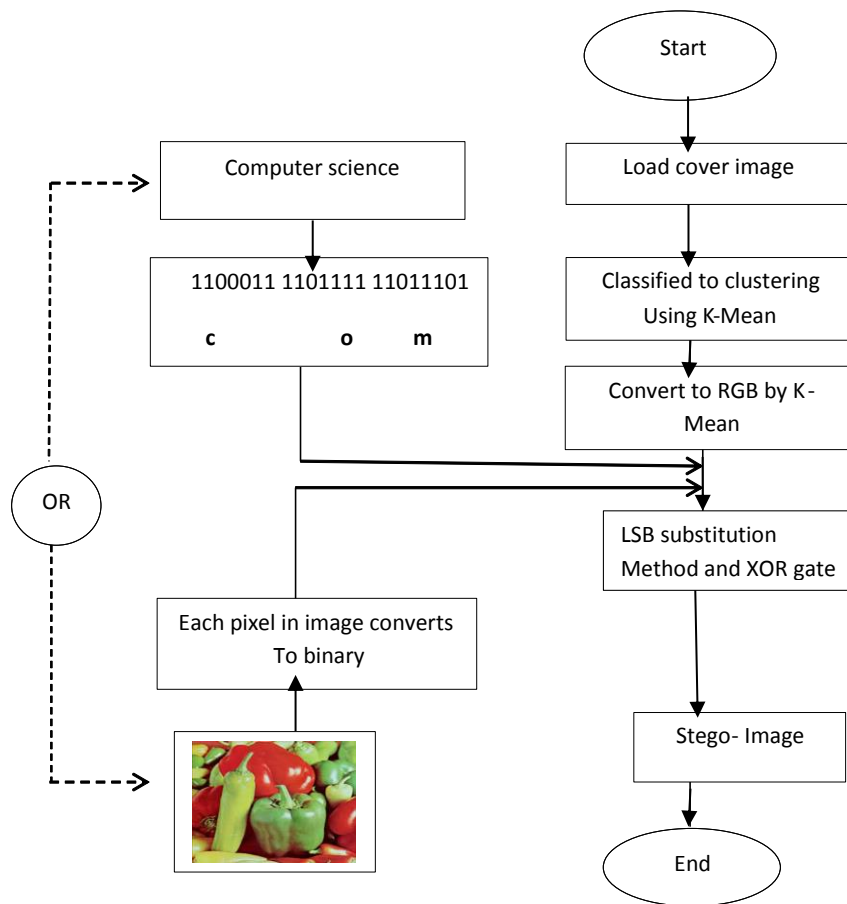 Start
Load cover image
Classified to clustering
Using K-Mean
Convert to RGB by K-
Mean
LSB substitution
Method and XOR gate
Stego- Image
End
Computer science
1100011 1101111 11011101
c o m
OR
Each pixel in image converts
To binary